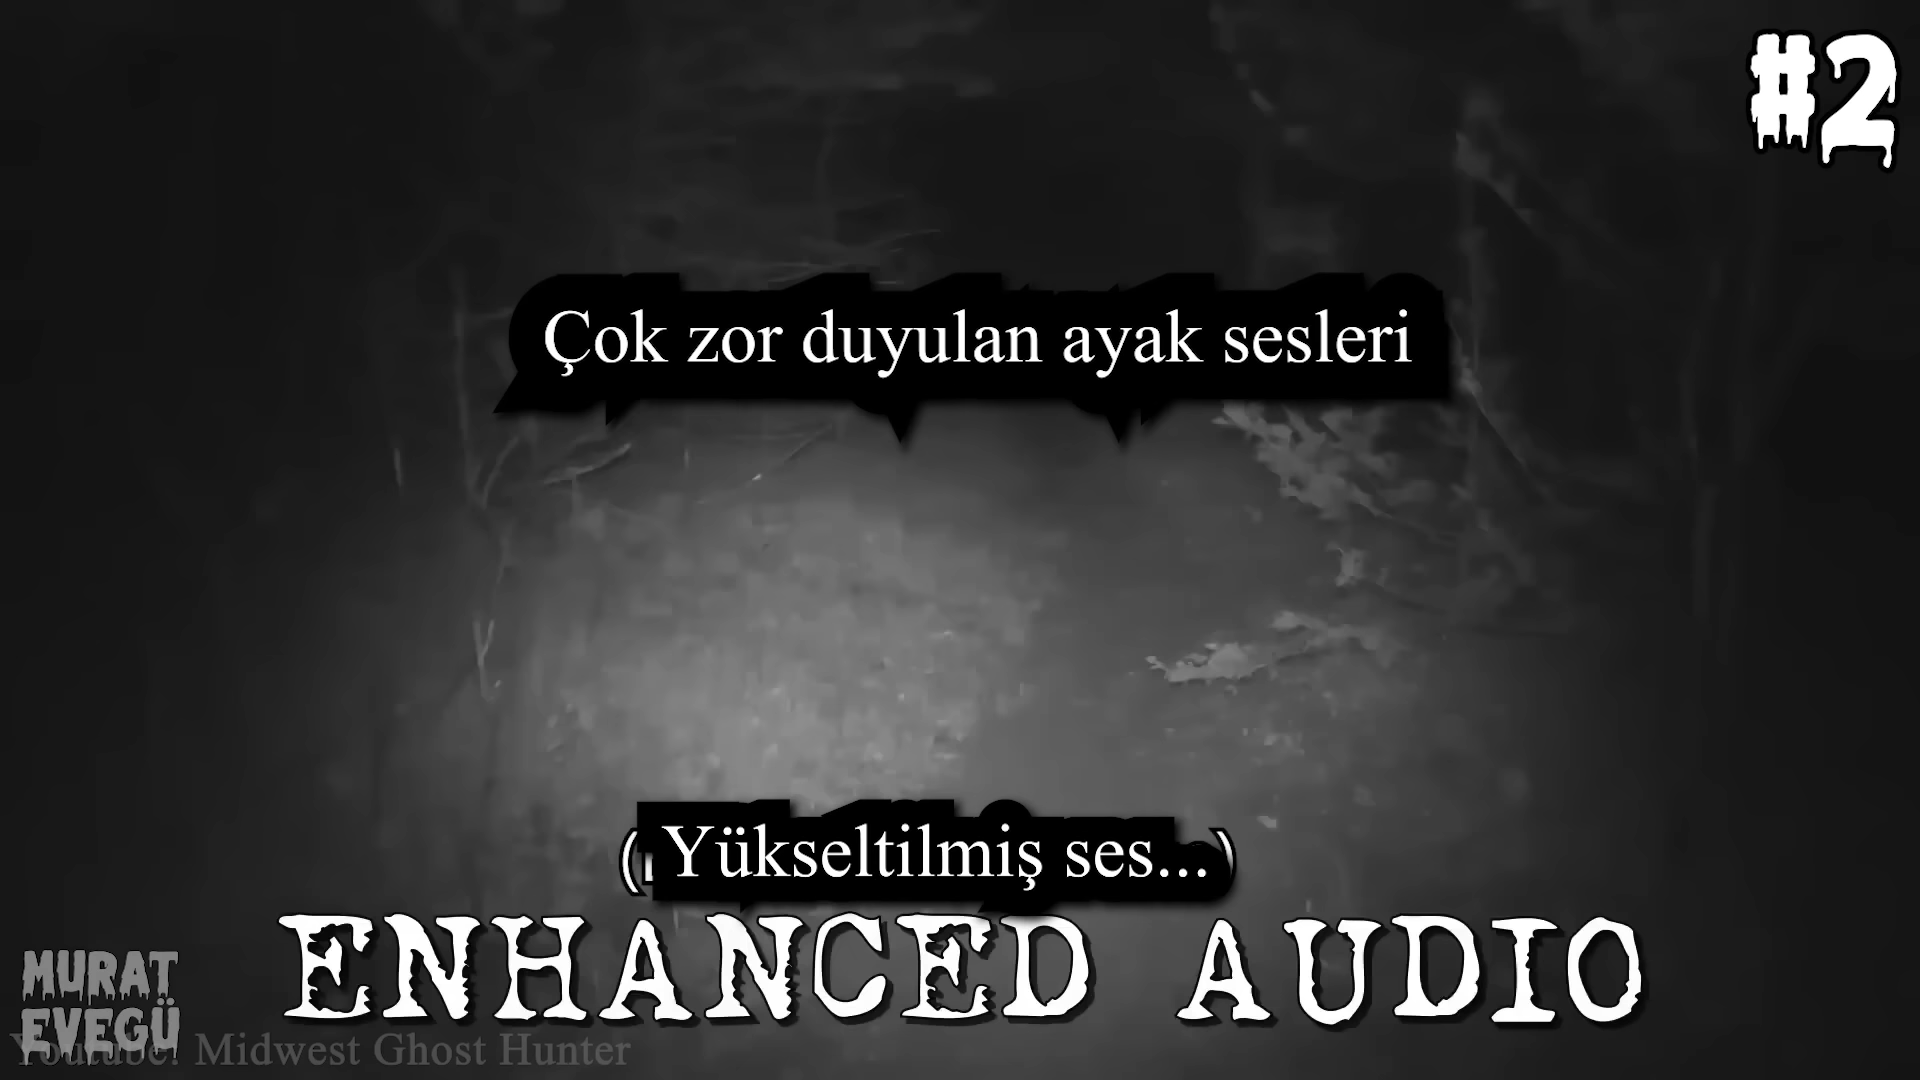 #2
Çok zor duyulan ayak sesleri
Yükseltilmiş ses...
ENHANCED AUDIO
MURAT
EVEGÜ
Youtube: Midwest Ghost Hunter